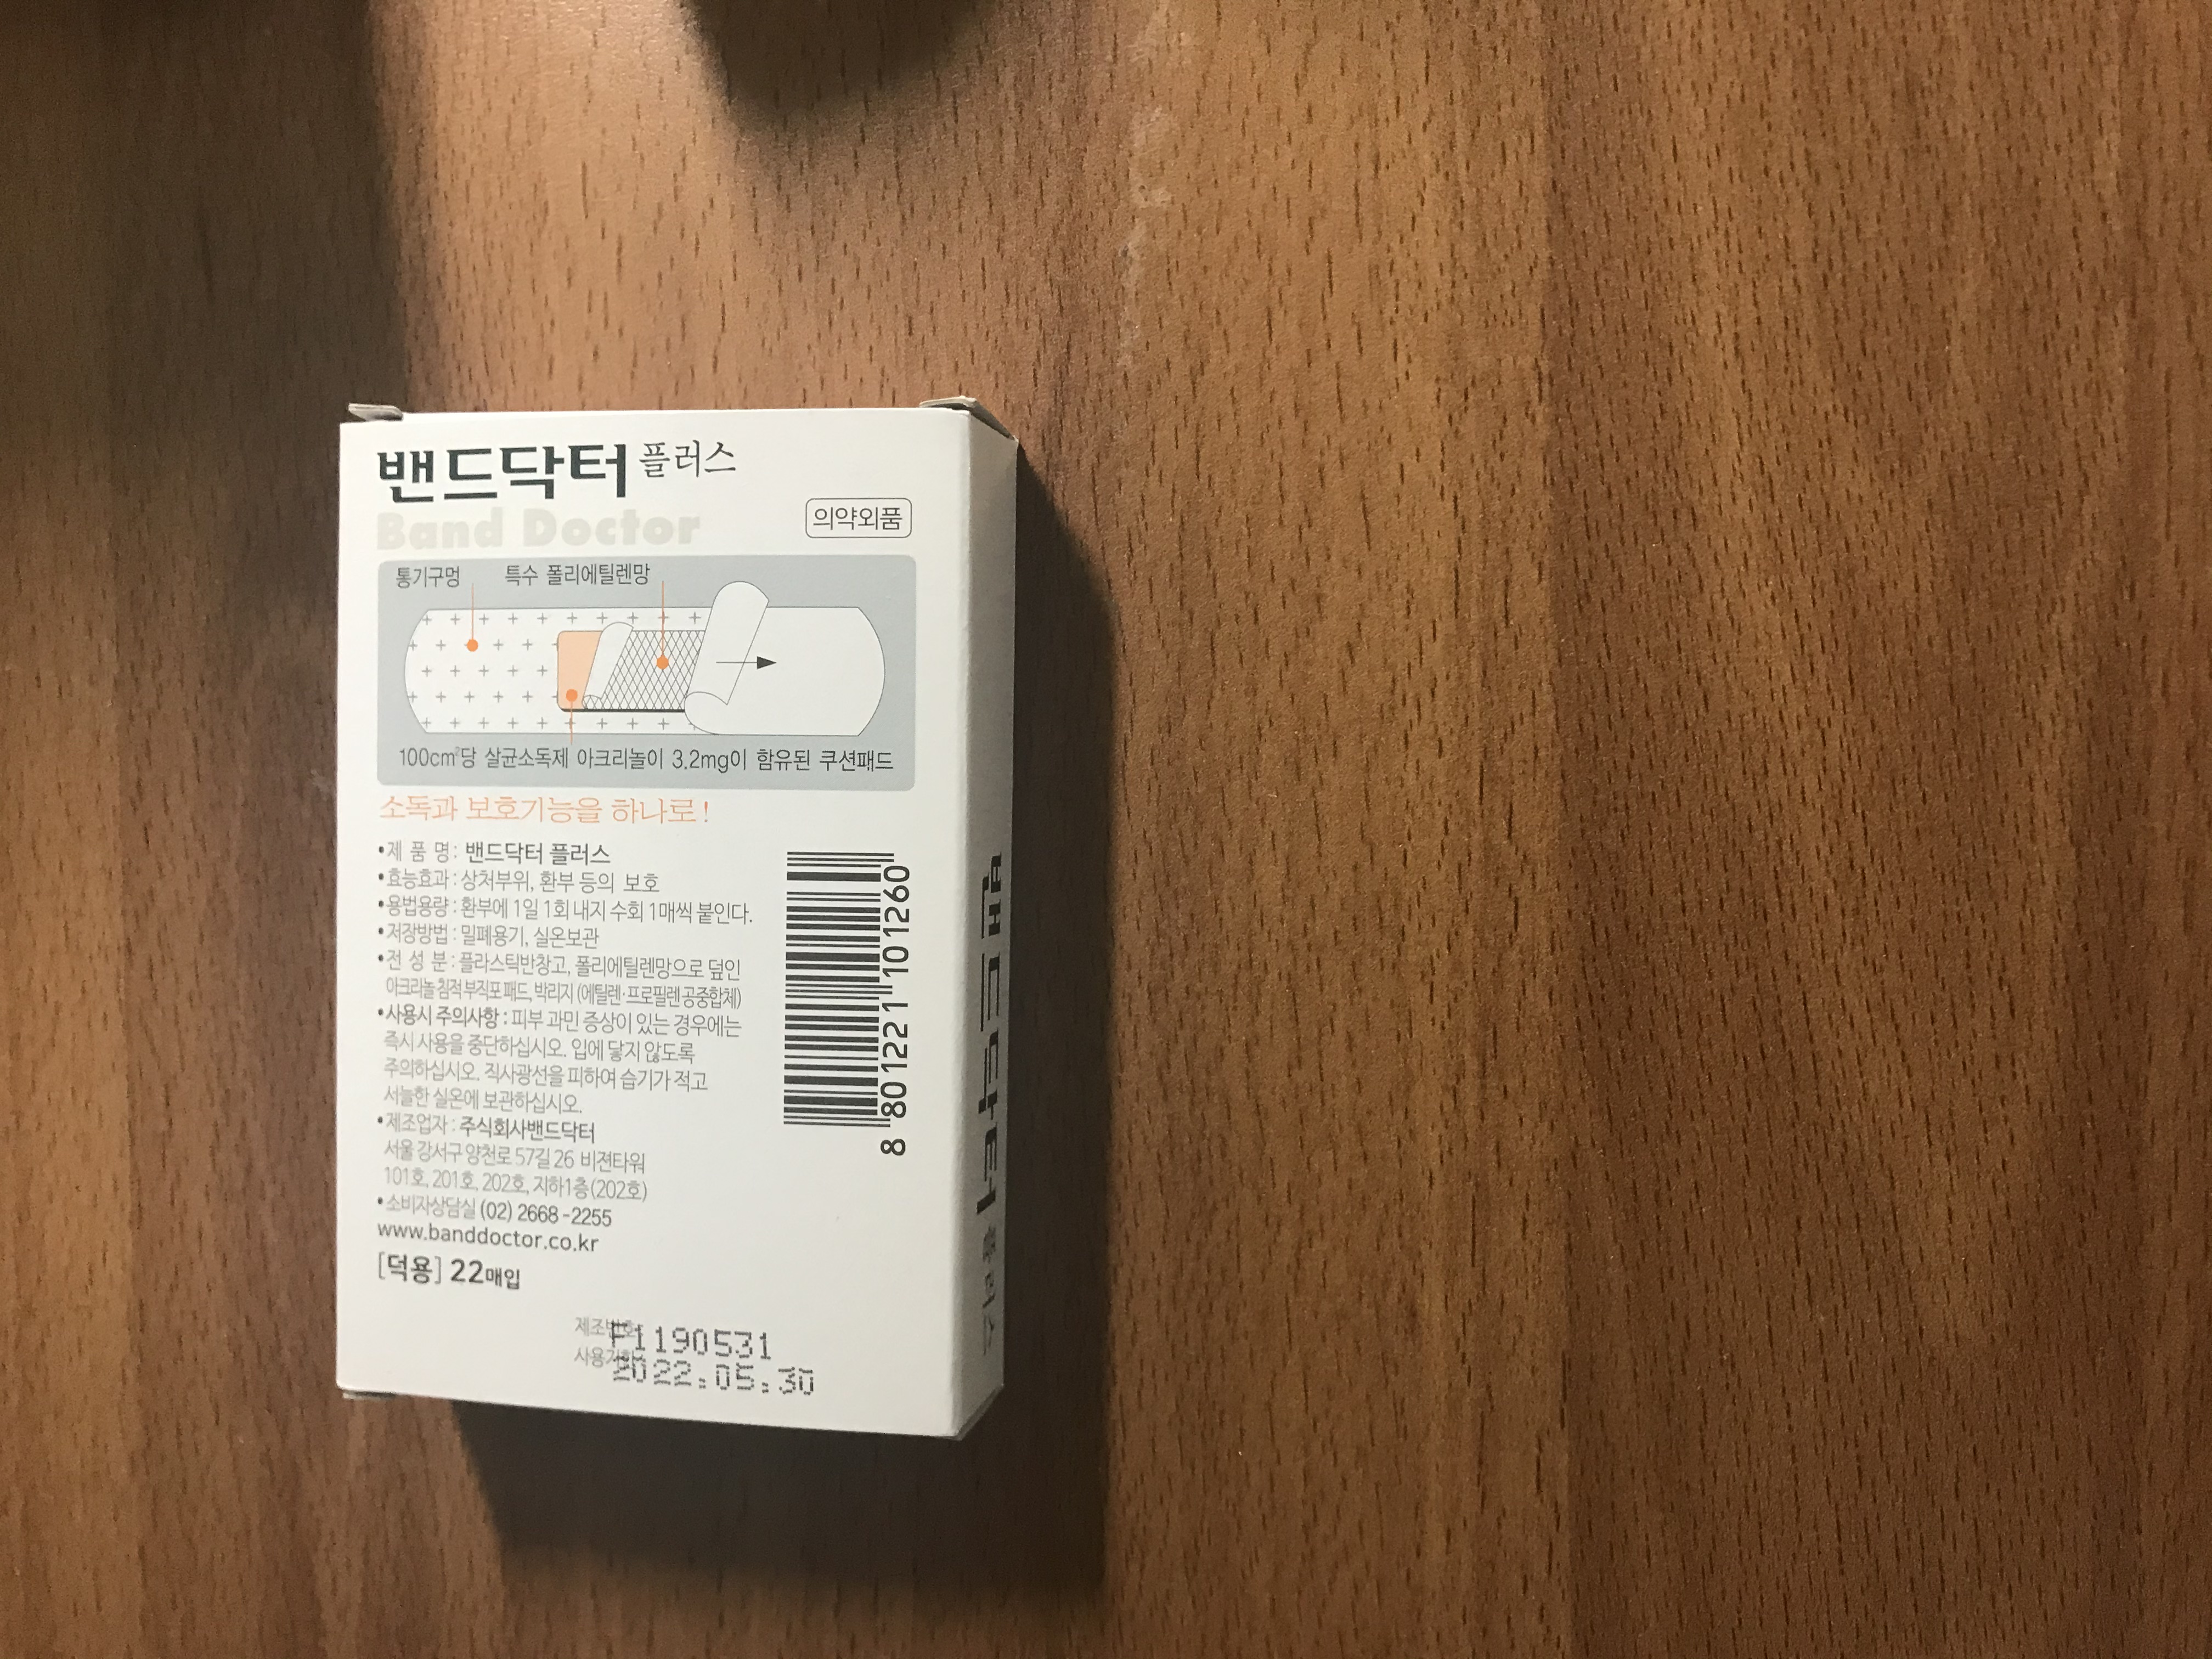 밴드닥터 플러스
Band Doctor
의약외품
통기구멍 특수 폴리에틸렌망
100cm²당 살균소독제 아크리놀이 3.2mg이 함유된 쿠션패드
소독과 보호기능을 하나로!
• 제 품 명 : 밴드닥터 플러스
• 효능효과 : 상처부위, 환부 등의 보호
• 용법용량 : 환부에 1일 1회 내지 수회 1매씩 붙인다.
• 저장방법 : 밀폐용기, 실온보관
• 전 성 분 : 플라스틱반창고, 폴리에틸렌망으로 덮인
아크리놀첨적부직포패드, 박리지 (에틸렌·프로필렌공중합체)
• 사용시 주의사항 : 피부 과민 증상이 있는 경우에는
즉시 사용을 중단하십시오. 입에 닿지 않도록
주의하십시오. 직사광선을 피하여 습기가 적고
서늘한 실온에 보관하십시오.
• 제조업자 : 주식회사밴드닥터
서울 강서구 양천로 57길 26 비젼타워
101호, 201호, 202호, 지하1층(202호)
• 소비자상담실 (02) 2668-2255
www.banddoctor.co.kr
[덕용] 22매입
8 801221 101260
제조번호
F1190531
사용기한
2022:05:30
밴드닥터 플러스